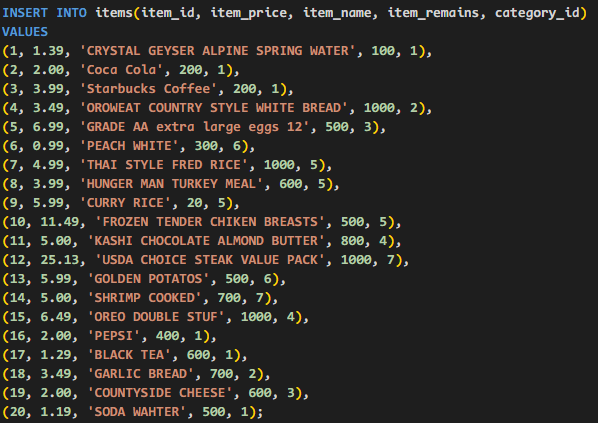 INSERT INTO items(item_id, item_price, item_name, item_remains, category_id)
VALUES
(1, 1.39, 'CRYSTAL GEYSER ALPINE SPRING WATER', 100, 1),
(2, 2.00, 'Coca Cola', 200, 1),
(3, 3.99, 'Starbucks Coffee', 200, 1),
(4, 3.49, 'OROWEAT COUNTRY STYLE WHITE BREAD', 1000, 2),
(5, 6.99, 'GRADE AA extra large eggs 12', 500, 3),
(6, 0.99, 'PEACH WHITE', 300, 6),
(7, 4.99, 'THAI STYLE FRED RICE', 1000, 5),
(8, 3.99, 'HUNGER MAN TURKEY MEAL', 600, 5),
(9, 5.99, 'CURRY RICE', 20, 5),
(10, 11.49, 'FROZEN TENDER CHIKEN BREASTS', 500, 5),
(11, 5.00, 'KASHI CHOCOLATE ALMOND BUTTER', 800, 4),
(12, 25.13, 'USDA CHOICE STEAK VALUE PACK', 1000, 7),
(13, 5.99, 'GOLDEN POTATOS', 500, 6),
(14, 5.00, 'SHRIMP COOKED', 700, 7),
(15, 6.49, 'OREO DOUBLE STUF', 1000, 4),
(16, 2.00, 'PEPSI', 400, 1),
(17, 1.29, 'BLACK TEA', 600, 1),
(18, 3.49, 'GARLIC BREAD', 700, 2),
(19, 2.00, 'COUNTYSIDE CHEESE', 600, 3),
(20, 1.19, 'SODA WAHTER', 500, 1);